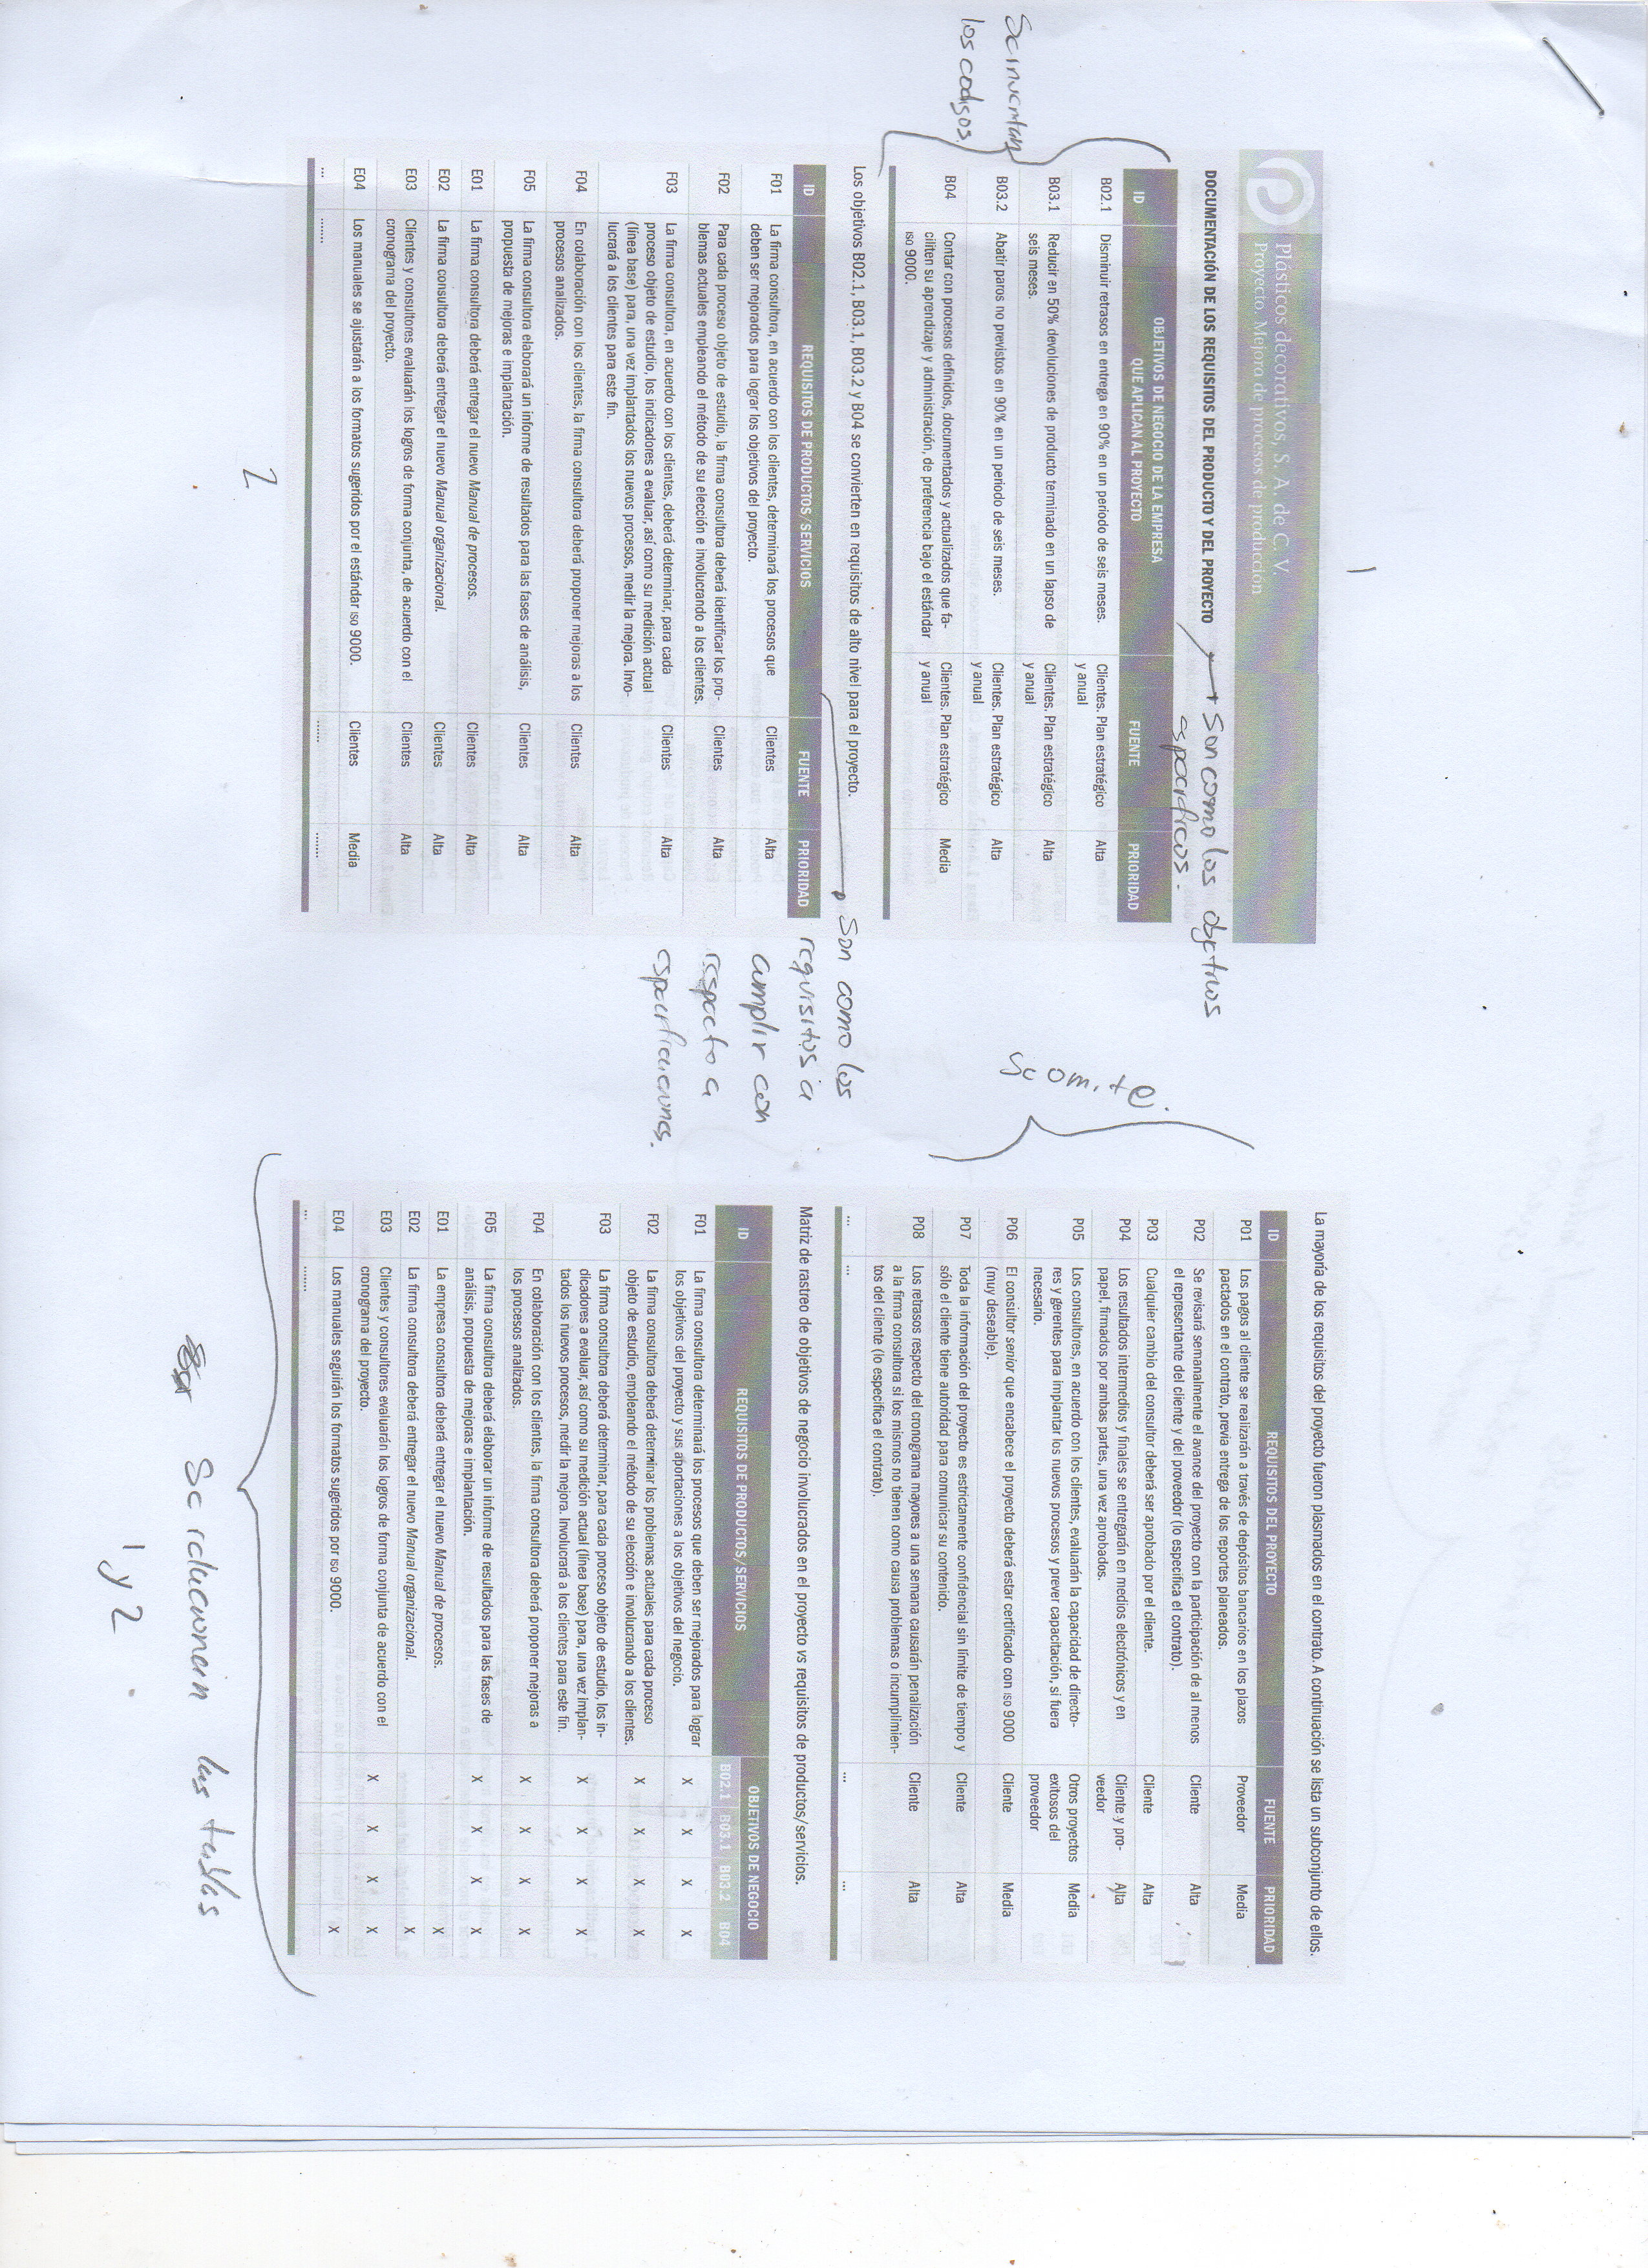 1
Plásticos decorativos, S. A. de C. V.
Proyecto. Mejora de procesos de producción
DOCUMENTACIÓN DE LOS REQUISITOS DEL PRODUCTO Y DEL PROYECTO
Son como los objetivos
especificos.
ID OBJETIVOS DE NEGOCIO DE LA EMPRESA
QUE APLICAN AL PROYECTO FUENTE PRIORIDAD
B02.1 Disminuir retrasos en entrega en 90% en un periodo de seis meses. Clientes. Plan estratégico Alta
y anual
B03.1 Reducir en 50% devoluciones de producto terminado en un lapso de Clientes. Plan estratégico Alta
seis meses. y anual
B03.2 Abatir paros no previstos en 90% en un periodo de seis meses. Clientes. Plan estratégico Alta
y anual
B04 Contar con procesos definidos, documentados y actualizados que fa- Clientes. Plan estratégico Media
ciliten su aprendizaje y administración, de preferencia bajo el estándar y anual
ISO 9000.
Se inventan
los codigos.
Los objetivos B02.1, B03.1, B03.2 y B04 se convierten en requisitos de alto nivel para el proyecto.
Son como los
requisitos a
cumplir con
respecto a
especificaciones.
ID REQUISITOS DE PRODUCTOS/SERVICIOS FUENTE PRIORIDAD
F01 La firma consultora, en acuerdo con los clientes, determinará los procesos que Clientes Alta
deben ser mejorados para lograr los objetivos del proyecto.
F02 Para cada proceso objeto de estudio, la firma consultora deberá identificar los pro- Clientes Alta
blemas actuales empleando el método de su elección e involucrando a los clientes.
F03 La firma consultora, en acuerdo con los clientes, deberá determinar, para cada Clientes Alta
proceso objeto de estudio, los indicadores a evaluar, así como su medición actual
(línea base) para, una vez implantados los nuevos procesos, medir la mejora. Invo-
lucrará a los clientes para este fin.
F04 En colaboración con los clientes, la firma consultora deberá proponer mejoras a los Clientes Alta
procesos analizados.
F05 La firma consultora elaborará un informe de resultados para las fases de análisis, Clientes Alta
propuesta de mejoras e implantación.
E01 La firma consultora deberá entregar el nuevo Manual de procesos. Clientes Alta
E02 La firma consultora deberá entregar el nuevo Manual organizacional. Clientes Alta
E03 Clientes y consultores evaluarán los logros de forma conjunta, de acuerdo con el Clientes Alta
cronograma del proyecto.
E04 Los manuales se ajustarán a los formatos sugeridos por el estándar ISO 9000. Clientes Media
... ....... ...... .......
2
La mayoría de los requisitos del proyecto fueron plasmados en el contrato. A continuación se lista un subconjunto de ellos.
Se omite.
ID REQUISITOS DEL PROYECTO FUENTE PRIORIDAD
P01 Los pagos al cliente se realizarán a través de depósitos bancarios en los plazos Proveedor Media
pactados en el contrato, previa entrega de los reportes planeados.
P02 Se revisará semanalmente el avance del proyecto con la participación de al menos Cliente Alta
el representante del cliente y del proveedor (lo especifica el contrato).
P03 Cualquier cambio del consultor deberá ser aprobado por el cliente. Cliente Alta
P04 Los resultados intermedios y finales se entregarán en medios electrónicos y en Cliente y pro- Alta
papel, firmados por ambas partes, una vez aprobados. veedor
P05 Los consultores, en acuerdo con los clientes, evaluarán la capacidad de directo- Otros proyectos Media
res y gerentes para implantar los nuevos procesos y prever capacitación, si fuera exitosos del
necesario. proveedor
P06 El consultor senior que encabece el proyecto deberá estar certificado con ISO 9000 Cliente Media
(muy deseable).
P07 Toda la información del proyecto es estrictamente confidencial sin límite de tiempo y Cliente Alta
sólo el cliente tiene autoridad para comunicar su contenido.
P08 Los retrasos respecto del cronograma mayores a una semana causarán penalización Cliente Alta
a la firma consultora si los mismos no tienen como causa problemas o incumplimien-
tos del cliente (lo especifica el contrato).
... ... ... ...
Matriz de rastreo de objetivos de negocio involucrados en el proyecto vs requisitos de productos/servicios.
ID REQUISITOS DE PRODUCTOS/SERVICIOS OBJETIVOS DE NEGOCIO
B02.1 B03.1 B03.2 B04
F01 La firma consultora determinará los procesos que deben ser mejorados para lograr X X X X
los objetivos del proyecto y sus aportaciones a los objetivos del negocio.
F02 La firma consultora deberá determinar los problemas actuales para cada proceso X X X X
objeto de estudio, empleando el método de su elección e involucrando a los clientes.
F03 La firma consultora deberá determinar, para cada proceso objeto de estudio, los in- X X X X
dicadores a evaluar, así como su medición actual (línea base) para, una vez implan-
tados los nuevos procesos, medir la mejora. Involucrará a los clientes para este fin.
F04 En colaboración con los clientes, la firma consultora deberá proponer mejoras a X X X X
los procesos analizados.
F05 La firma consultora deberá elaborar un informe de resultados para las fases de X X X X
análisis, propuesta de mejoras e implantación.
E01 La empresa consultora deberá entregar el nuevo Manual de procesos. X
E02 La firma consultora deberá entregar el nuevo Manual organizacional. X
E03 Clientes y consultores evaluarán los logros de forma conjunta de acuerdo con el X X X X
cronograma del proyecto.
E04 Los manuales seguirán los formatos sugeridos por ISO 9000. X
... .......
Se relacionan las tablas
1 y 2